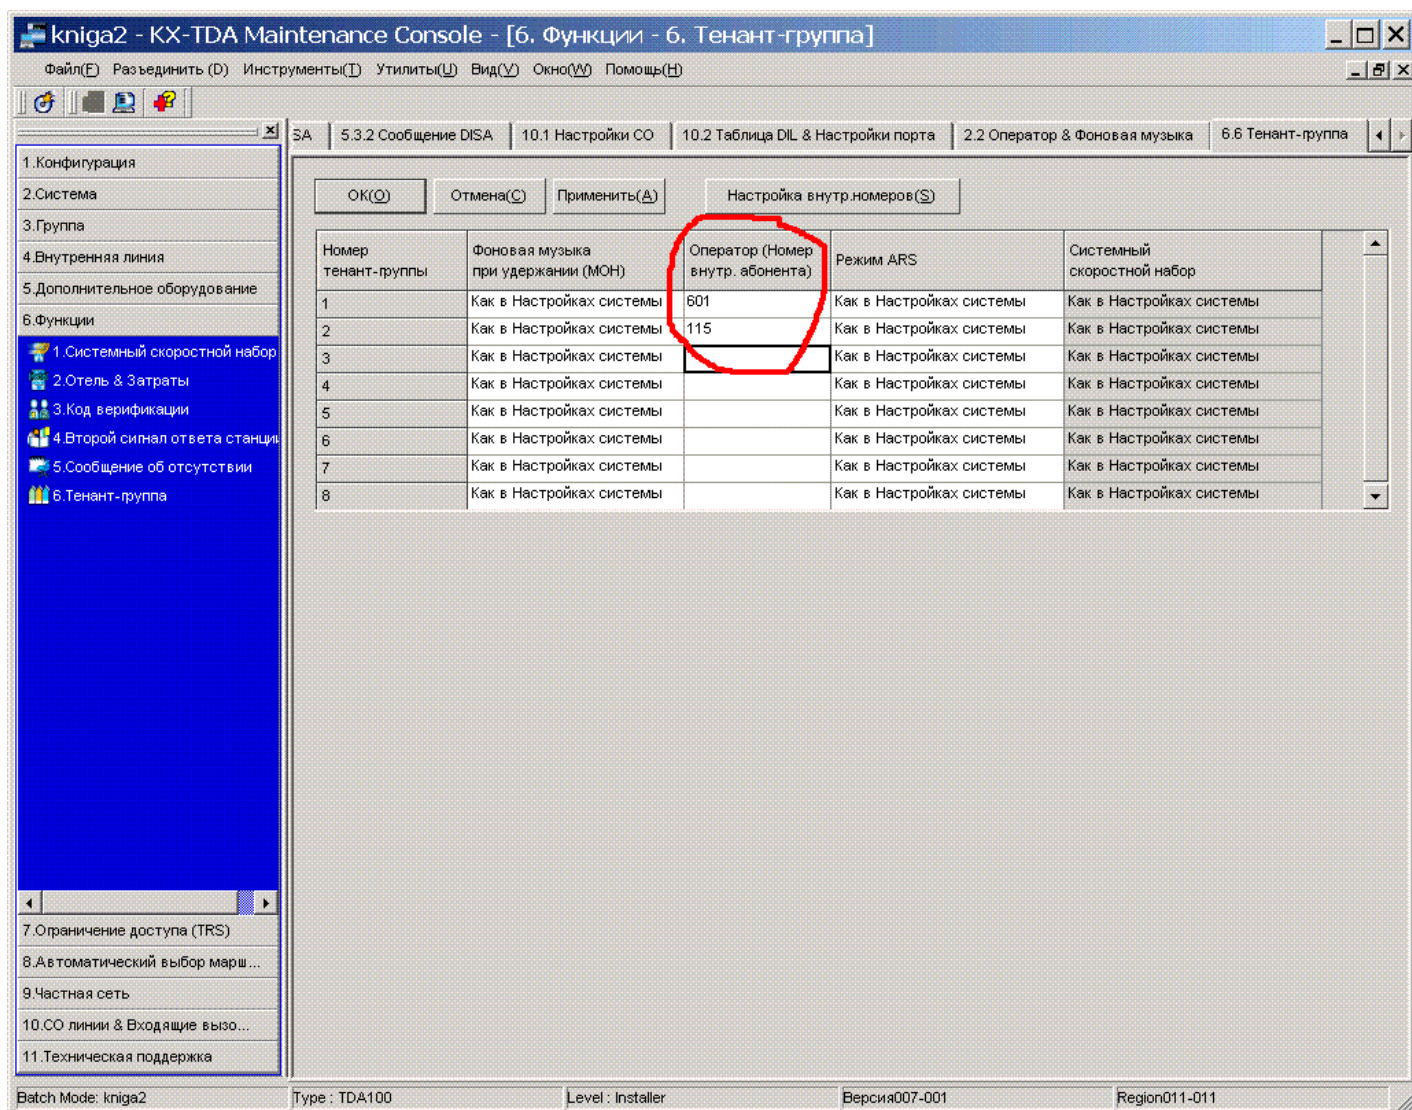 kniga2 - KX-TDA Maintenance Console - [6. Функции - 6. Тенант-группа]
Файл(F) Разъединить (D) Инструменты(T) Утилиты(U) Вид(V) Окно(W) Помощь(H)
SA 5.3.2 Сообщение DISA 10.1 Настройки CO 10.2 Таблица DIL & Настройки порта 2.2 Оператор & Фоновая музыка 6.6 Тенант-группа
1.Конфигурация
2.Система
3.Группа
4.Внутренняя линия
5.Дополнительное оборудование
6.Функции
1.Системный скоростной набор
2.Отель & Затраты
3.Код верификации
4.Второй сигнал ответа станции
5.Сообщение об отсутствии
6.Тенант-группа
7.Ограничение доступа (TRS)
8.Автоматический выбор марш...
9.Частная сеть
10.CO линии & Входящие вызо...
11.Техническая поддержка
OK(O) Отмена(C) Применить(A) Настройка внутр.номеров(S)
Номер Фоновая музыка Оператор (Номер Режим ARS Системный
тенант-группы при удержании (MOH) внутр. абонента) скоростной набор
1 Как в Настройках системы 601 Как в Настройках системы Как в Настройках системы
2 Как в Настройках системы 115 Как в Настройках системы Как в Настройках системы
3 Как в Настройках системы Как в Настройках системы Как в Настройках системы
4 Как в Настройках системы Как в Настройках системы Как в Настройках системы
5 Как в Настройках системы Как в Настройках системы Как в Настройках системы
6 Как в Настройках системы Как в Настройках системы Как в Настройках системы
7 Как в Настройках системы Как в Настройках системы Как в Настройках системы
8 Как в Настройках системы Как в Настройках системы Как в Настройках системы
Batch Mode: kniga2 Type : TDA100 Level : Installer Версия007-001 Region011-011